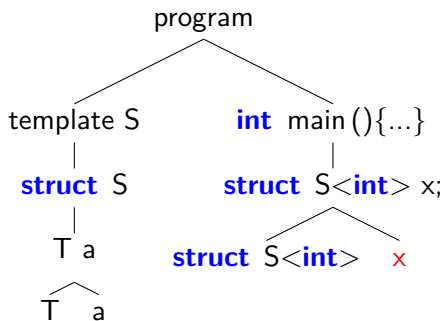 program
template S int main(){...}
struct S struct S<int> x;
T a struct S<int> x
T a